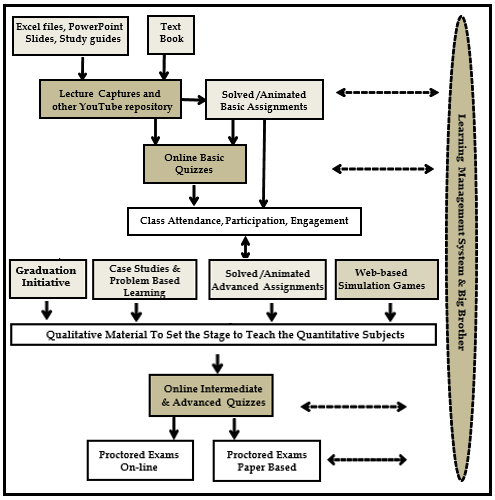 Excel files, PowerPoint
Slides, Study guides
Text
Book
Lecture Captures and
other YouTube repository
Solved /Animated
Basic Assignments
Online Basic
Quizzes
Class Attendance, Participation, Engagement
Graduation
Initiative
Case Studies &
Problem Based
Learning
Solved /Animated
Advanced Assignments
Web-based
Simulation Games
Qualitative Material To Set the Stage to Teach the Quantitative Subjects
Online Intermediate
& Advanced Quizzes
Proctored Exams
On-line
Proctored Exams
Paper Based
Learning Management System & Big Brother